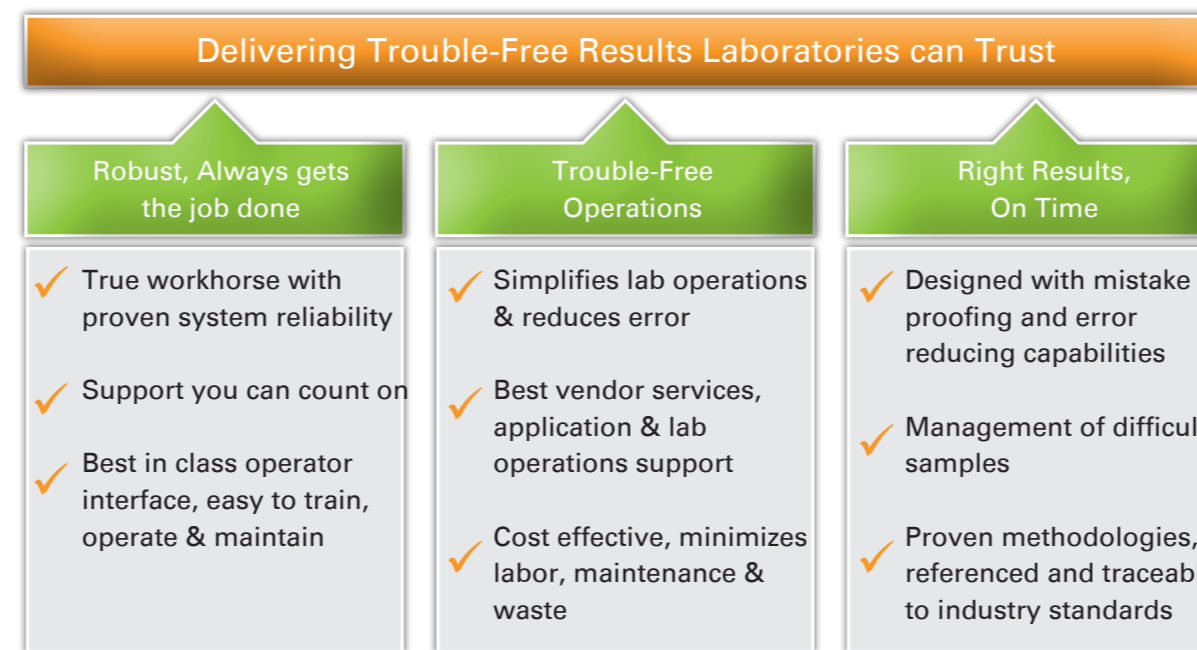 Delivering Trouble-Free Results Laboratories can Trust
Robust, Always gets
the job done
True workhorse with
proven system reliability
Support you can count on
Best in class operator
interface, easy to train,
operate & maintain
Trouble-Free
Operations
Simplifies lab operations
& reduces error
Best vendor services,
application & lab
operations support
Cost effective, minimizes
labor, maintenance &
waste
Right Results,
On Time
Designed with mistake
proofing and error
reducing capabilities
Management of
samples
Proven methodologies,
referenced and
to industry standards